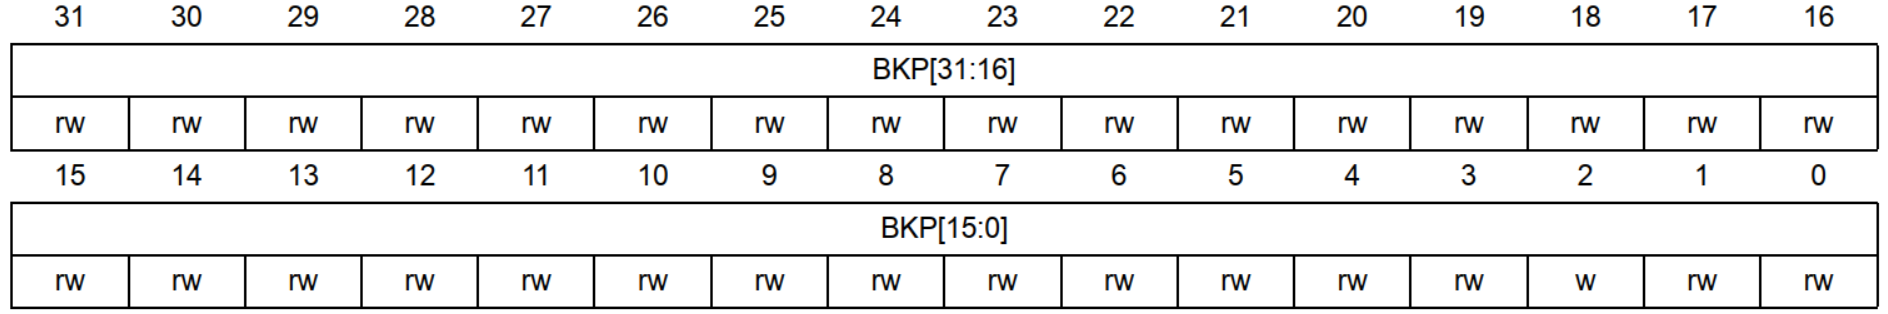 31 30 29 28 27 26 25 24 23 22 21 20 19 18 17 16
BKP[31:16]
rw rw rw rw rw rw rw rw rw rw rw rw rw rw rw rw
15 14 13 12 11 10 9 8 7 6 5 4 3 2 1 0
BKP[15:0]
rw rw rw rw rw rw rw rw rw rw rw rw rw w rw rw